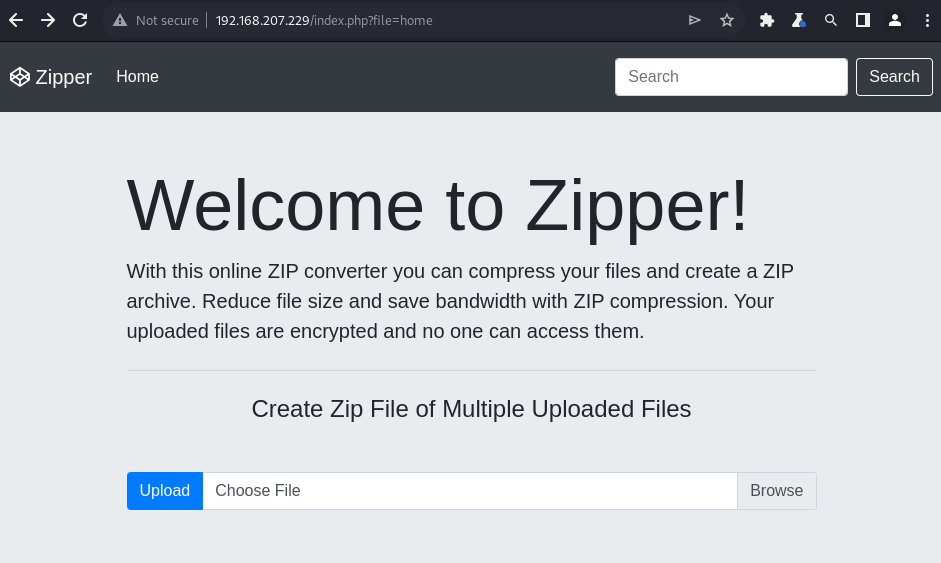 Not secure 192.168.207.229/index.php?file=home
Zipper Home Search Search
Welcome to Zipper!
With this online ZIP converter you can compress your files and create a ZIP
archive. Reduce file size and save bandwidth with ZIP compression. Your
uploaded files are encrypted and no one can access them.
Create Zip File of Multiple Uploaded Files
Upload Choose File Browse